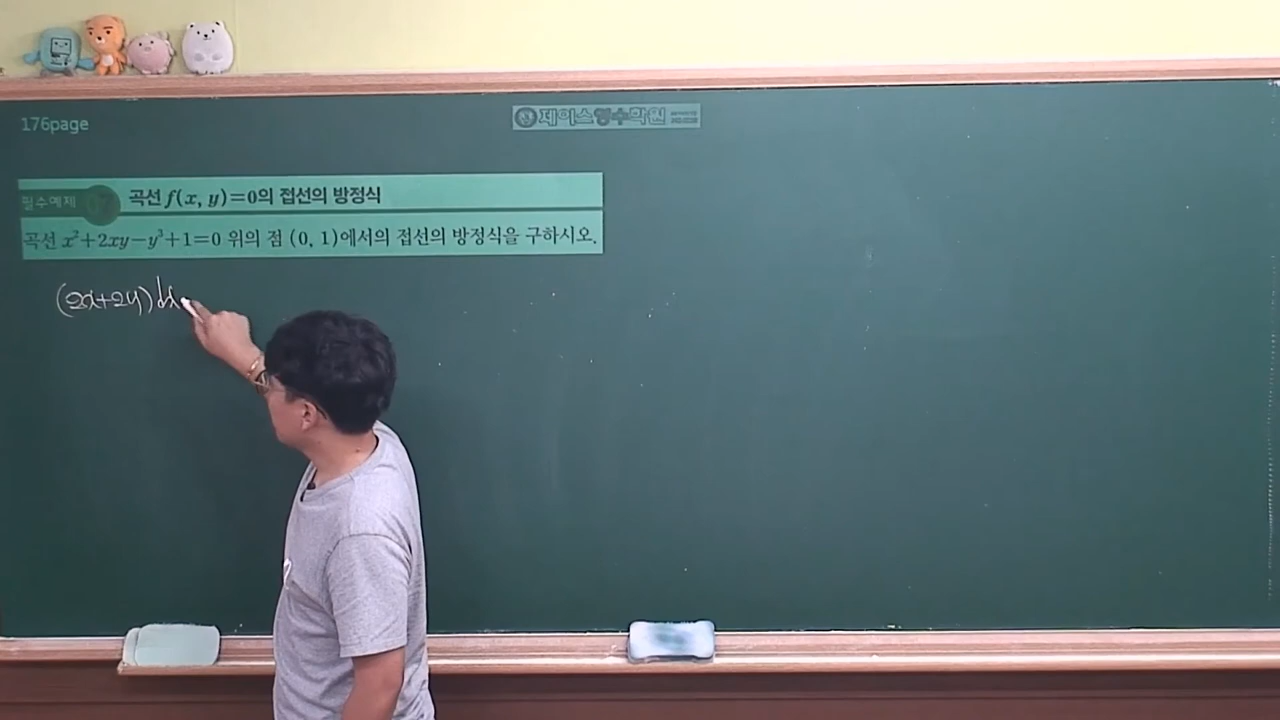 176page
제이스영수학원
필수예제 07 곡선 f(x, y)=0의 접선의 방정식
곡선 x²+2xy−y³+1=0 위의 점 (0, 1)에서의 접선의 방정식을 구하시오.
(2x+2y)dx